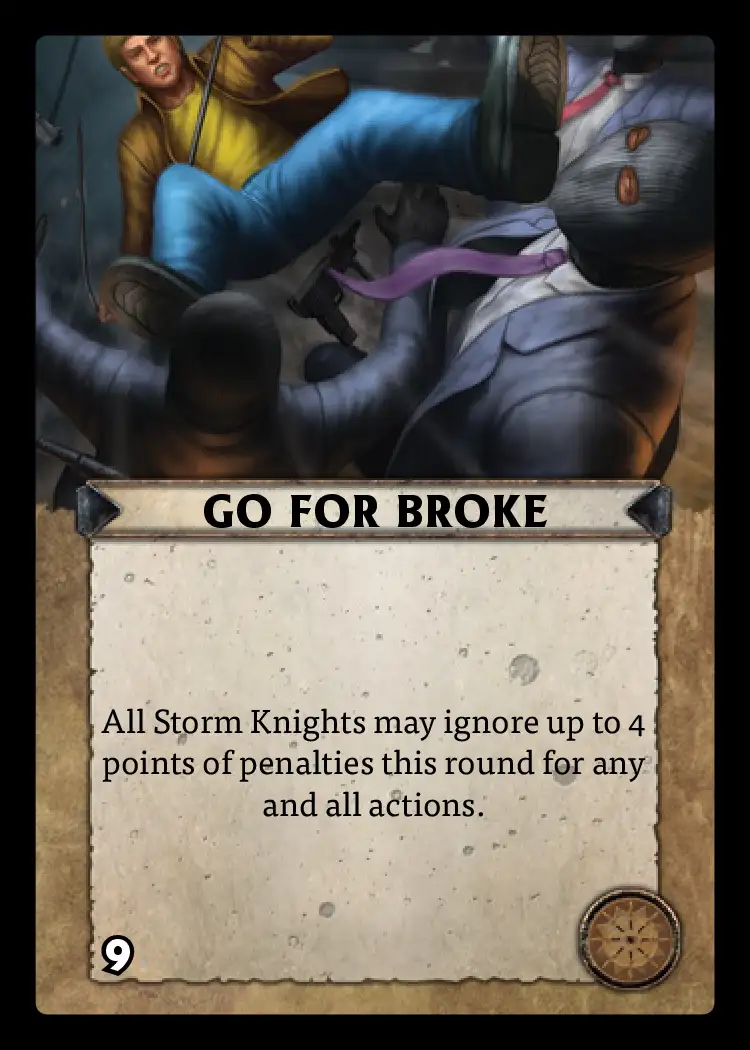 GO FOR BROKE
All Storm Knights may ignore up to 4
points of penalties this round for any
and all actions.
9